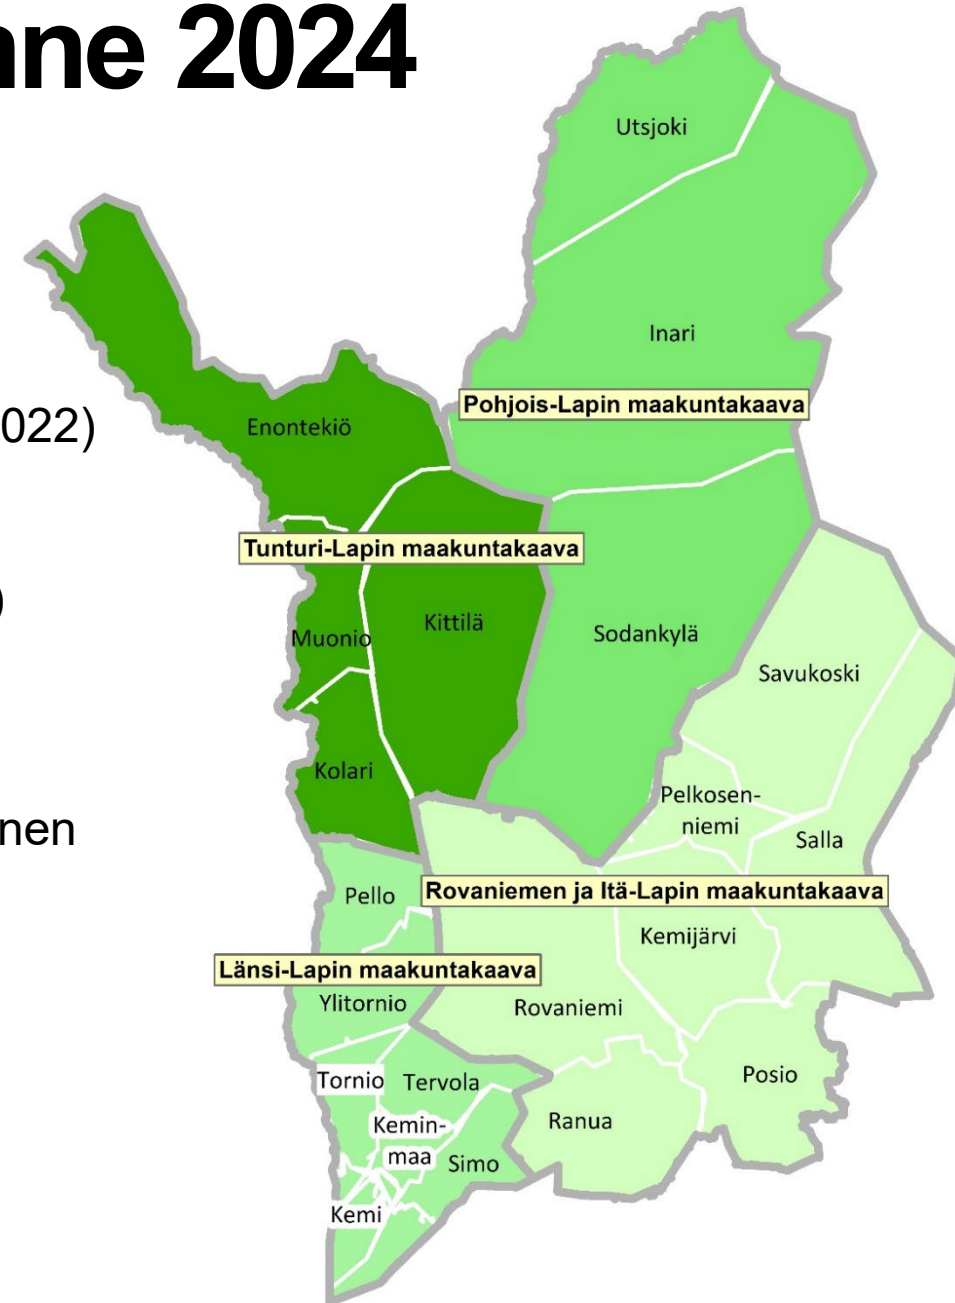 nne 2024
Utsjoki
Inari
Pohjois-Lapin maakuntakaava
022)
Enontekiö
Tunturi-Lapin maakuntakaava
)
Kittilä
Muonio
Sodankylä
Savukoski
Kolari
Pelkosen-
niemi
nen
Salla
Pello
Rovaniemen ja Itä-Lapin maakuntakaava
Kemijärvi
Länsi-Lapin maakuntakaava
Ylitornio
Rovaniemi
Tornio
Tervola
Posio
Ranua
Kemin-
maa
Simo
Kemi